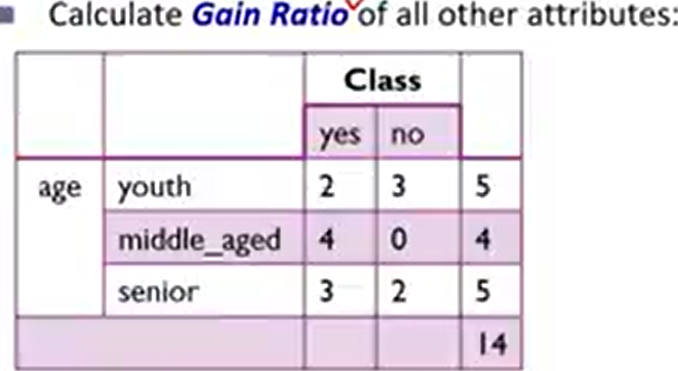 Calculate Gain Ratio of all other attributes:
Class
yes no
age youth 2 3 5
middle_aged 4 0 4
senior 3 2 5
14